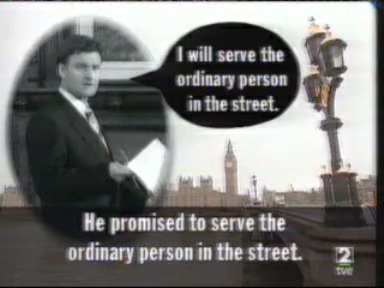 I will serve the
ordinary person
in the street.
He promised to serve the
ordinary person in the street.
2
tve